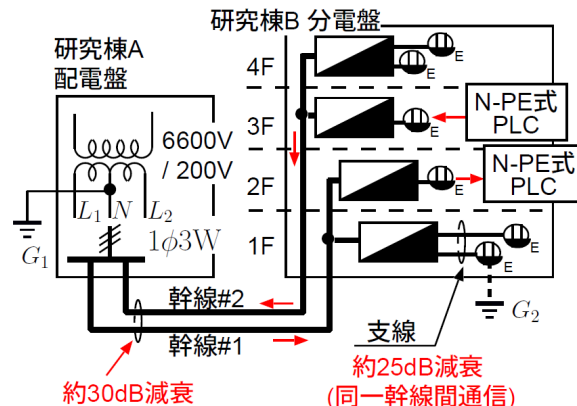 研究棟B 分電盤
研究棟A
配電盤
4F
E
E
3F
E
N-PE式
PLC
6600V
/ 200V
2F
E
N-PE式
PLC
L1 N L2
1φ3W
G1
1F
E
E
幹線#2
幹線#1
支線
G2
約30dB減衰
約25dB減衰
(同一幹線間通信)